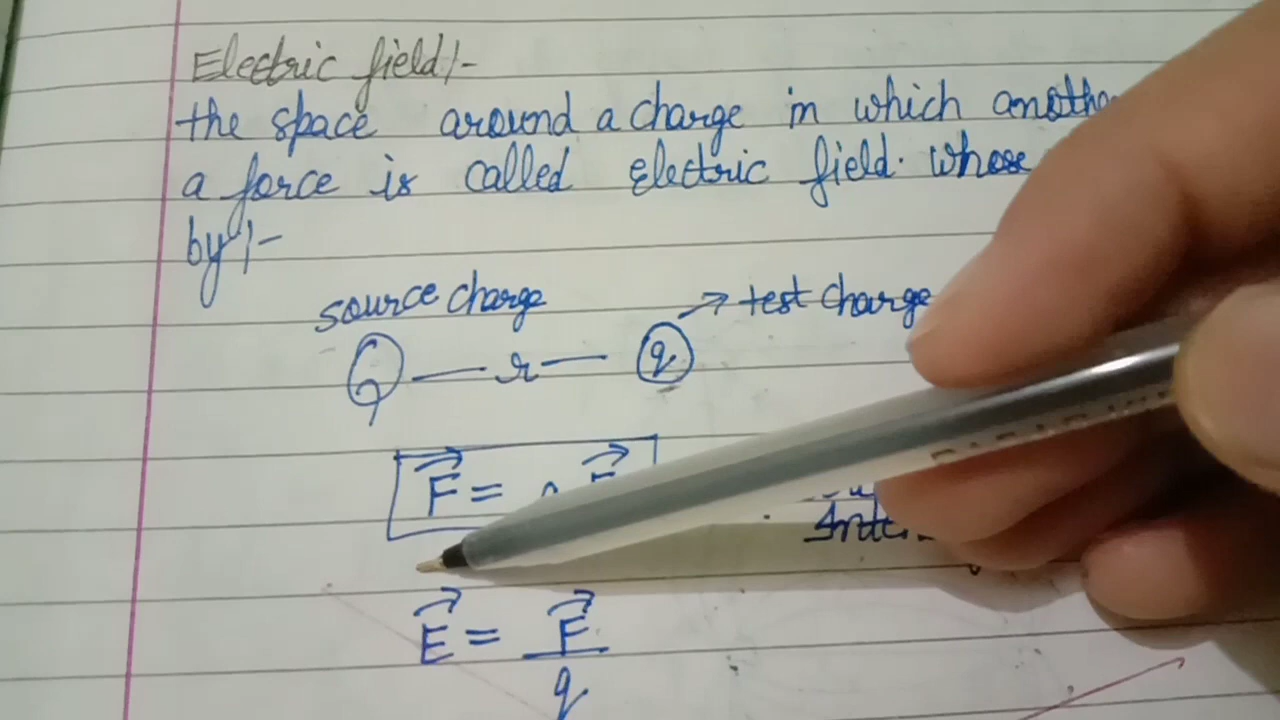 Electric field:-
the space around a charge in which
a force is called Electric field. whose
by:-
source charge
→ test charge
Q — r — q
F⃗ =
E⃗ = F⃗ / q